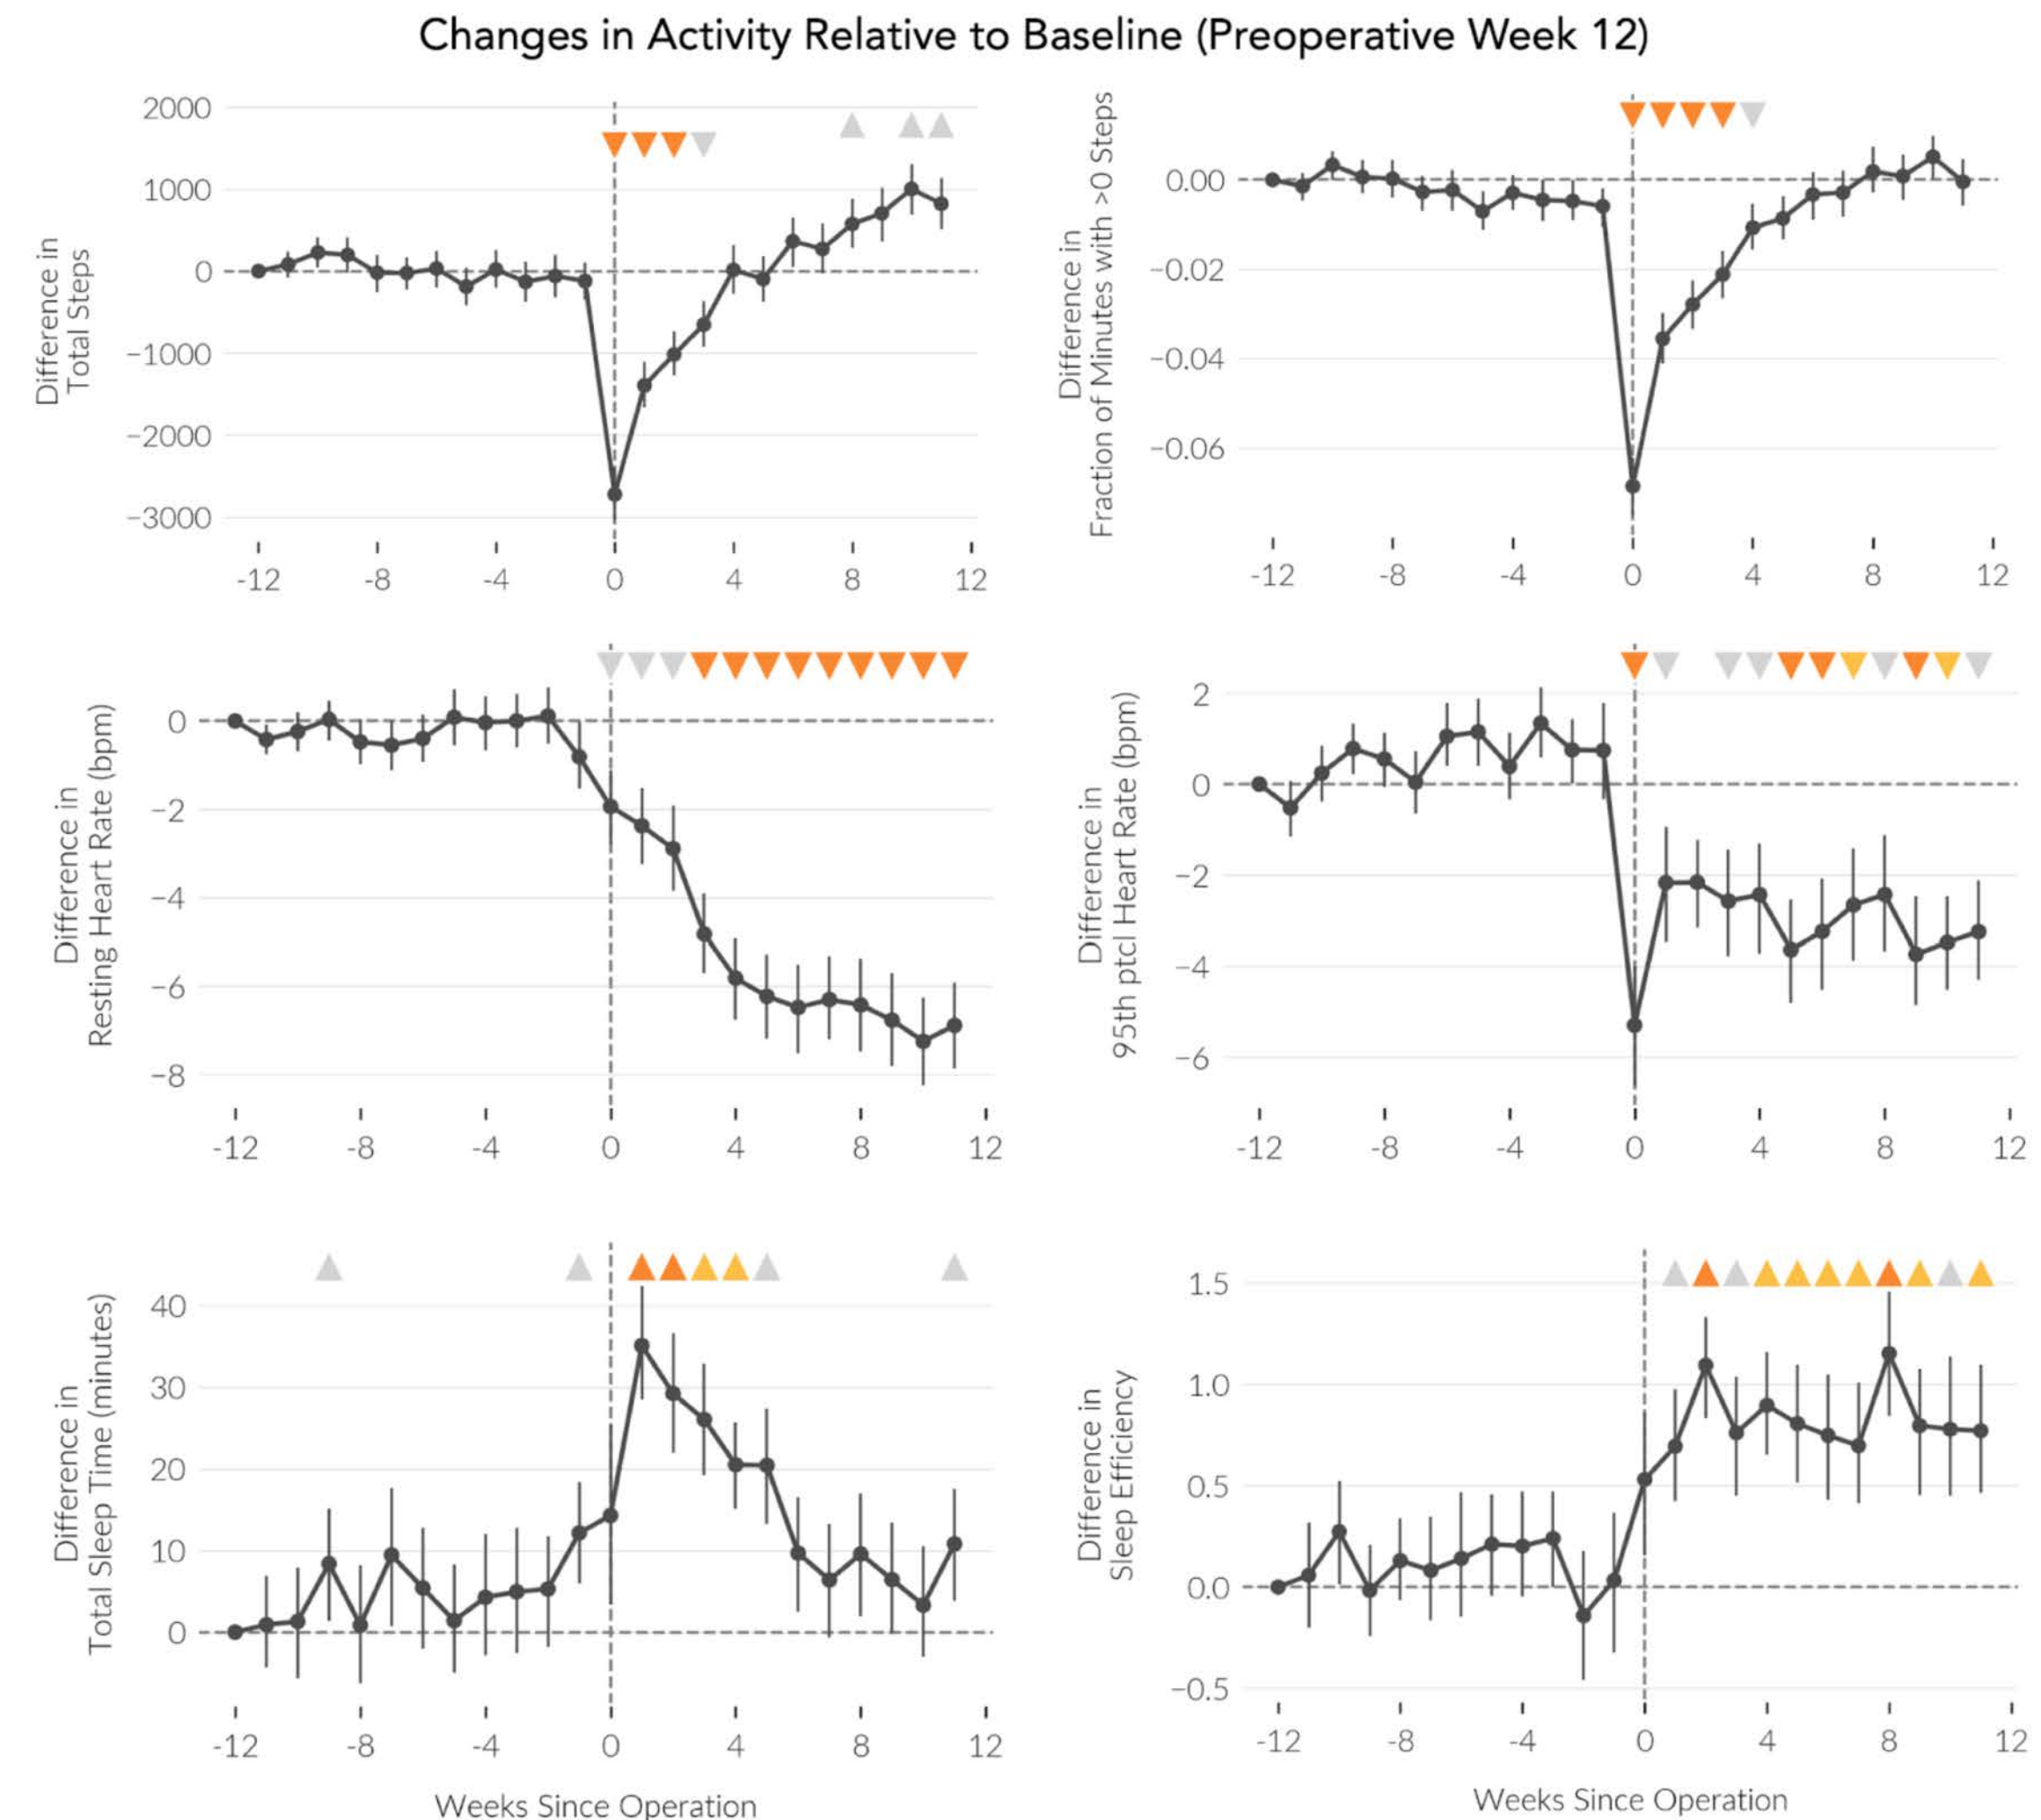 Changes in Activity Relative to Baseline (Preoperative Week 12)
Difference in
Total Steps
2000
1000
0
−1000
−2000
−3000
-12 -8 -4 0 4 8 12
Difference in
Fraction of Minutes with >0 Steps
0.00
−0.02
−0.04
−0.06
-12 -8 -4 0 4 8 12
Difference in
Resting Heart Rate (bpm)
0
−2
−4
−6
−8
-12 -8 -4 0 4 8 12
Difference in
95th ptcl Heart Rate (bpm)
2
0
−2
−4
−6
-12 -8 -4 0 4 8 12
Difference in
Total Sleep Time (minutes)
40
30
20
10
0
-12 -8 -4 0 4 8 12
Weeks Since Operation
Difference in
Sleep Efficiency
1.5
1.0
0.5
0.0
−0.5
-12 -8 -4 0 4 8 12
Weeks Since Operation